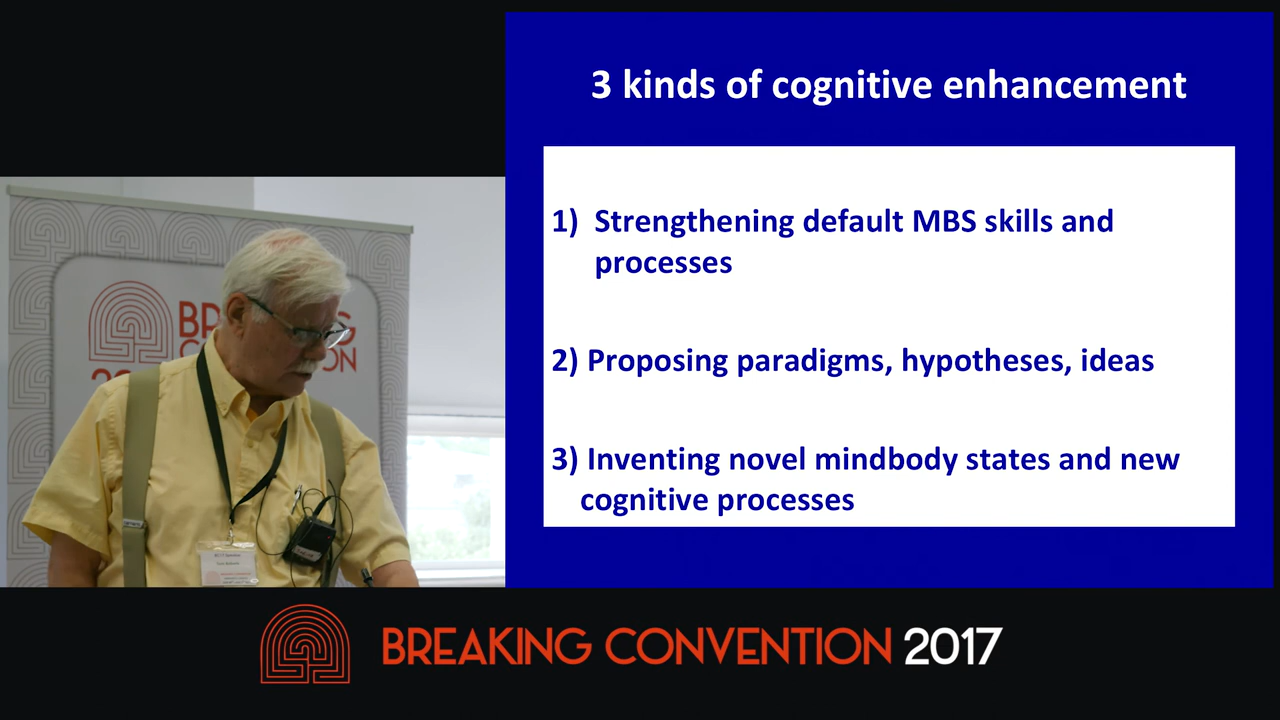 3 kinds of cognitive enhancement
1) Strengthening default MBS skills and
processes
2) Proposing paradigms, hypotheses, ideas
3) Inventing novel mindbody states and new
cognitive processes
BREAKING CONVENTION 2017